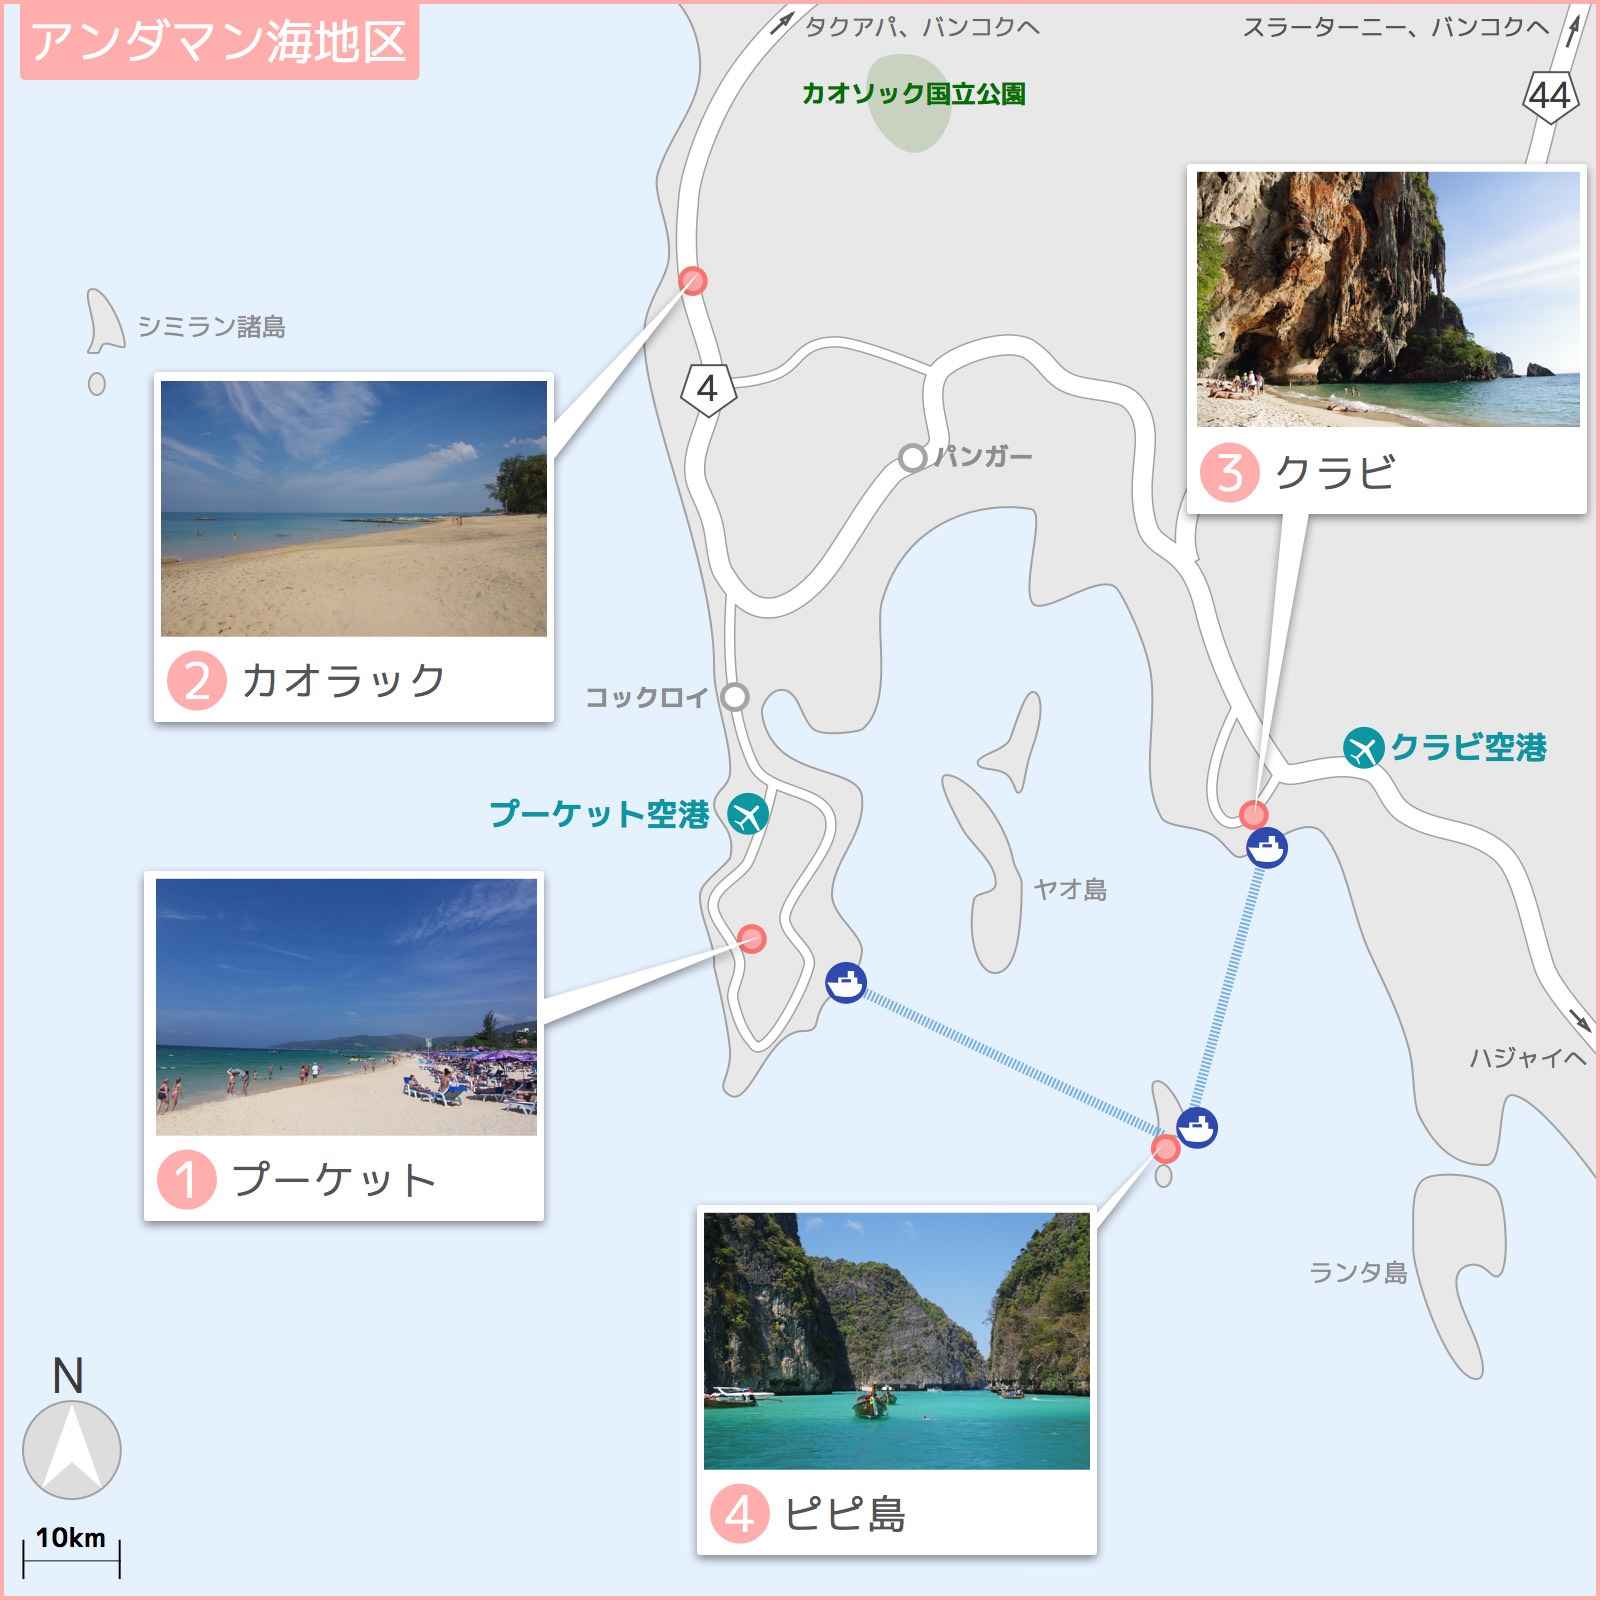 アンダマン海地区
タクアパ、バンコクへ
スラーターニー、バンコクへ
カオソック国立公園
44
シミラン諸島
4
パンガー
3 クラビ
2 カオラック
コックロイ
クラビ空港
プーケット空港
ヤオ島
ハジャイへ
1 プーケット
ランタ島
4 ピピ島
N
10km